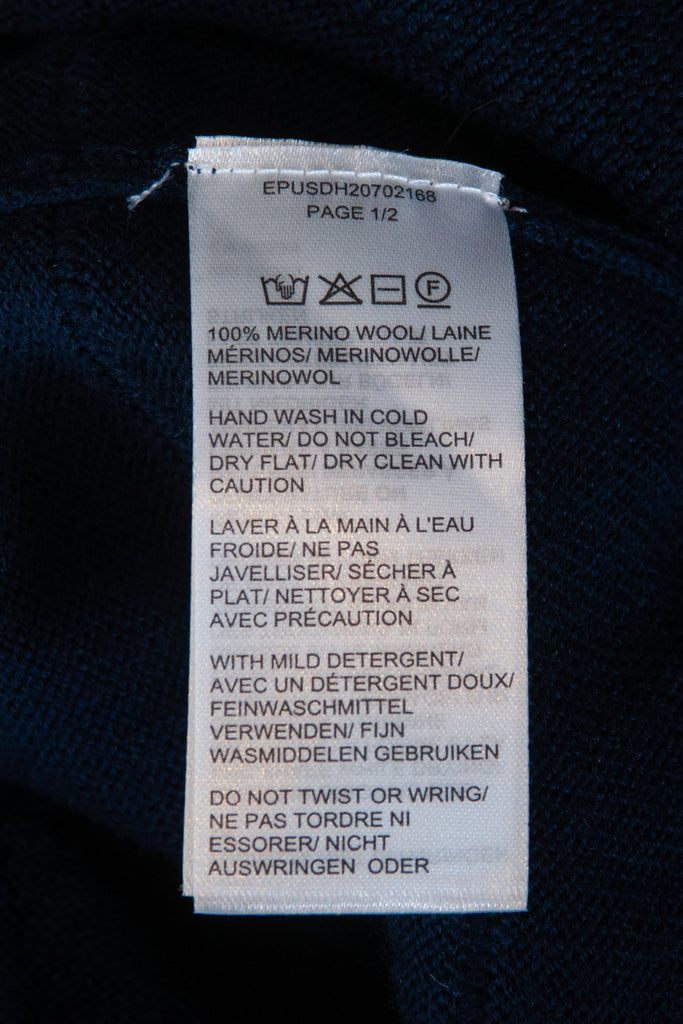 EPUSDH20702168
PAGE 1/2
F
100% MERINO WOOL/ LAINE
MÉRINOS/ MERINOWOLLE/
MERINOWOL
HAND WASH IN COLD
WATER/ DO NOT BLEACH/
DRY FLAT/ DRY CLEAN WITH
CAUTION
LAVER À LA MAIN À L'EAU
FROIDE/ NE PAS
JAVELLISER/ SÉCHER À
PLAT/ NETTOYER À SEC
AVEC PRÉCAUTION
WITH MILD DETERGENT/
AVEC UN DÉTERGENT DOUX/
FEINWASCHMITTEL
VERWENDEN/ FIJN
WASMIDDELEN GEBRUIKEN
DO NOT TWIST OR WRING/
NE PAS TORDRE NI
ESSORER/ NICHT
AUSWRINGEN ODER